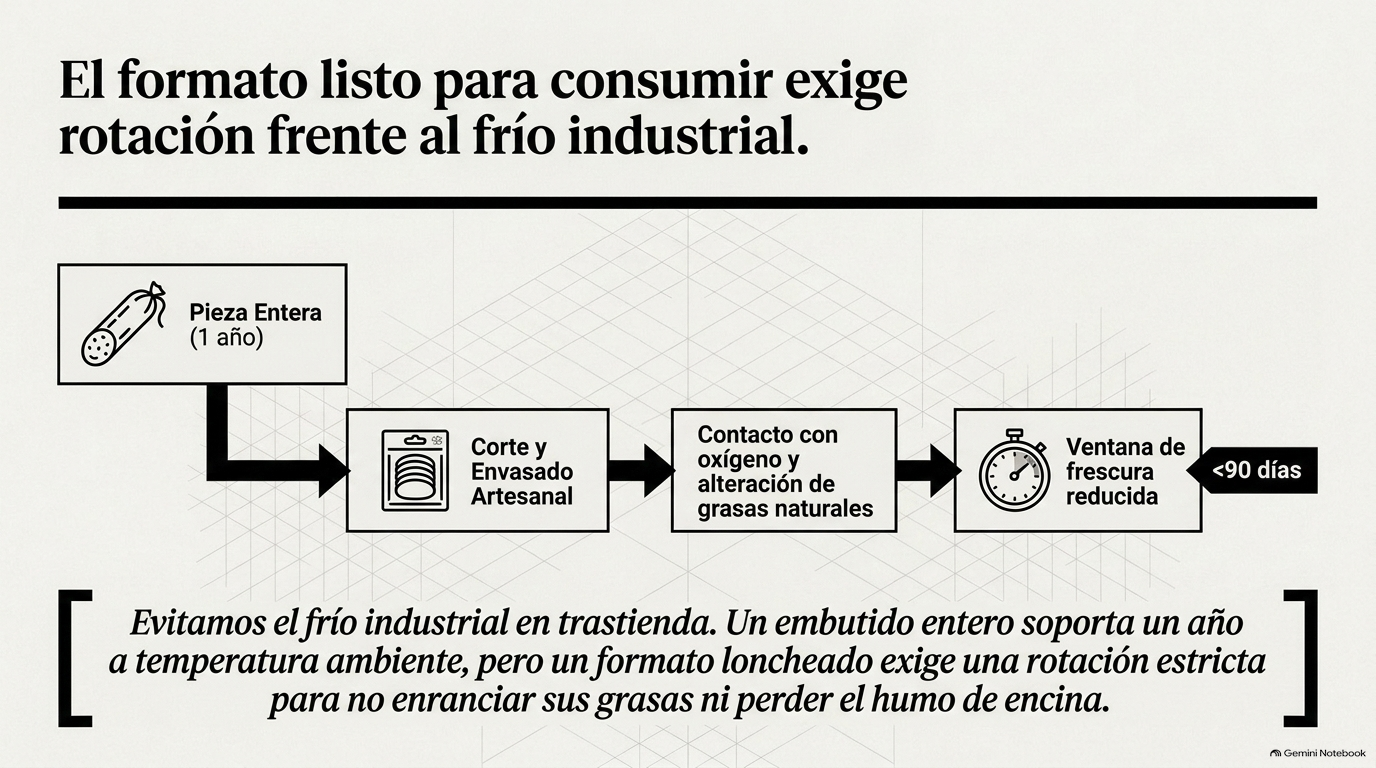 El formato listo para consumir exige
rotación frente al frío industrial.
Pieza Entera
(1 año)
Corte y
Envasado
Artesanal
Contacto con
oxígeno y
alteración de
grasas naturales
Ventana de
frescura
reducida
<90 días
Evitamos el frío industrial en trastienda. Un embutido entero soporta un año
a temperatura ambiente, pero un formato loncheado exige una rotación estricta
para no enranciar sus grasas ni perder el humo de encina.
Gemini Notebook